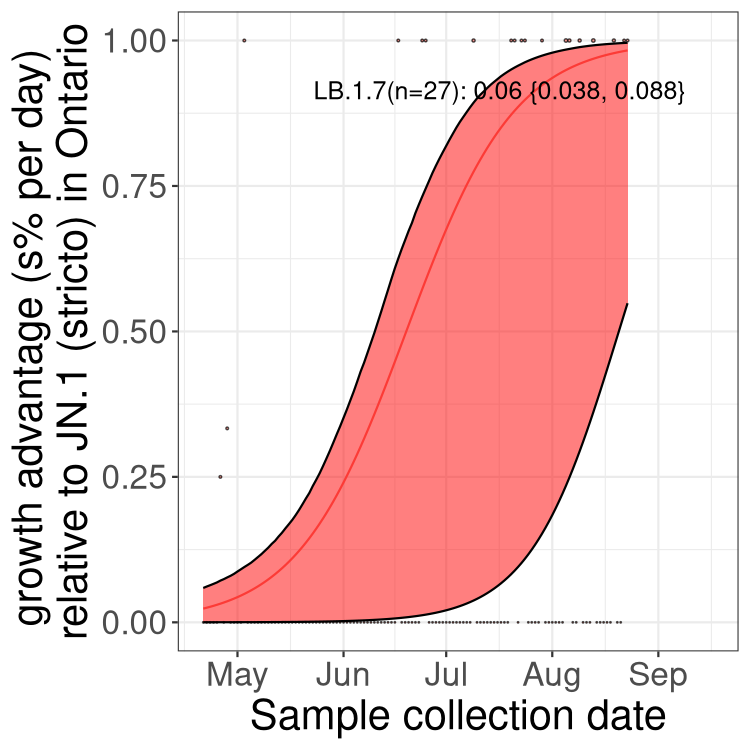 growth advantage (s% per day)
relative to JN.1 (stricto) in Ontario
1.00
0.75
0.50
0.25
0.00
LB.1.7(n=27): 0.06 {0.038, 0.088}
May Jun Jul Aug Sep
Sample collection date